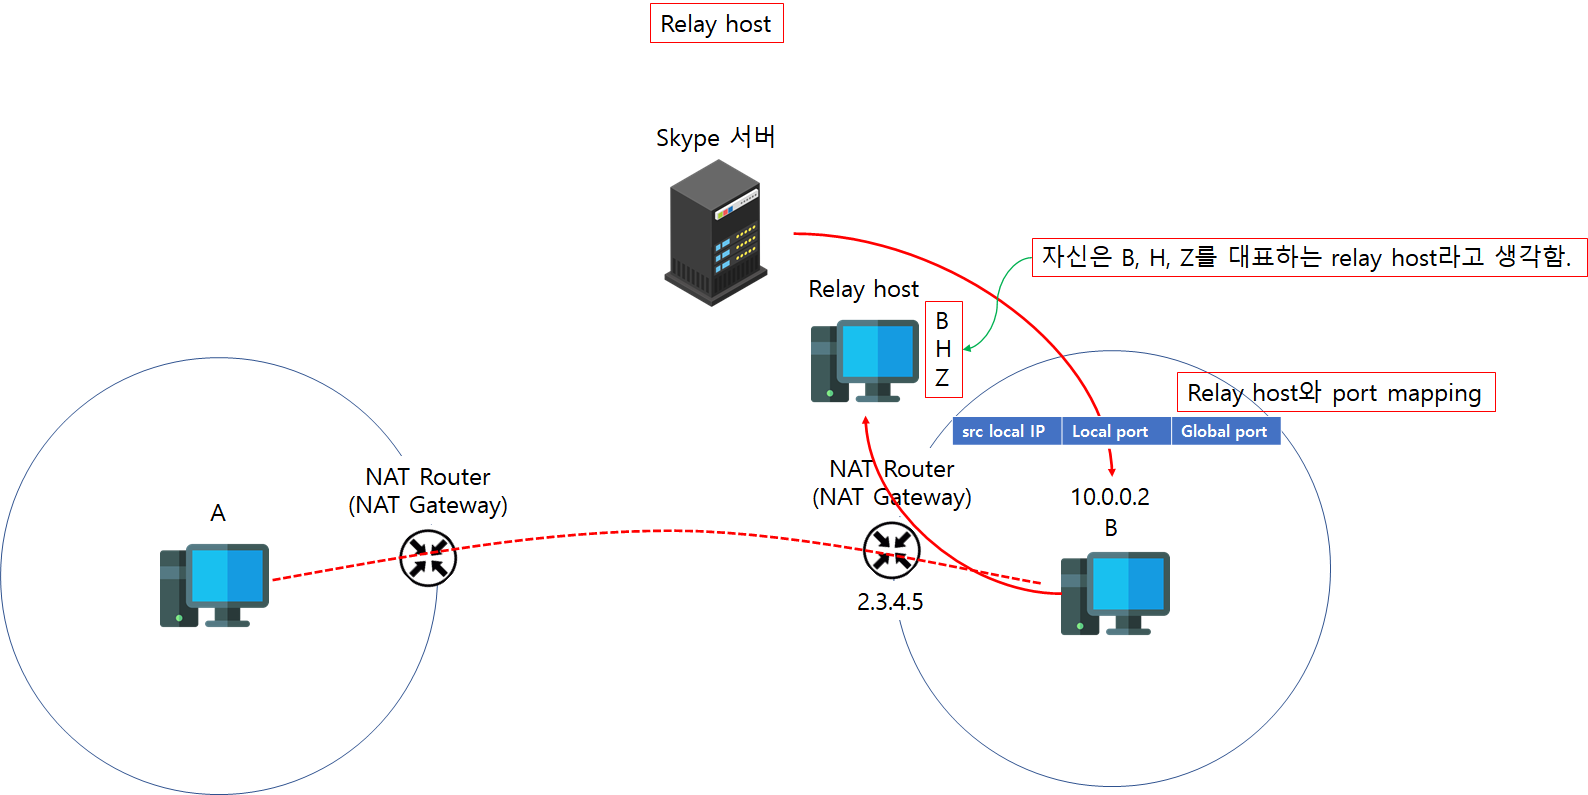 Relay host
Skype 서버
자신은 B, H, Z를 대표하는 relay host라고 생각함.
Relay host
B
H
Z
Relay host와 port mapping
src local IP Local port Global port
NAT Router
(NAT Gateway)
NAT Router
(NAT Gateway)
10.0.0.2
A
B
2.3.4.5